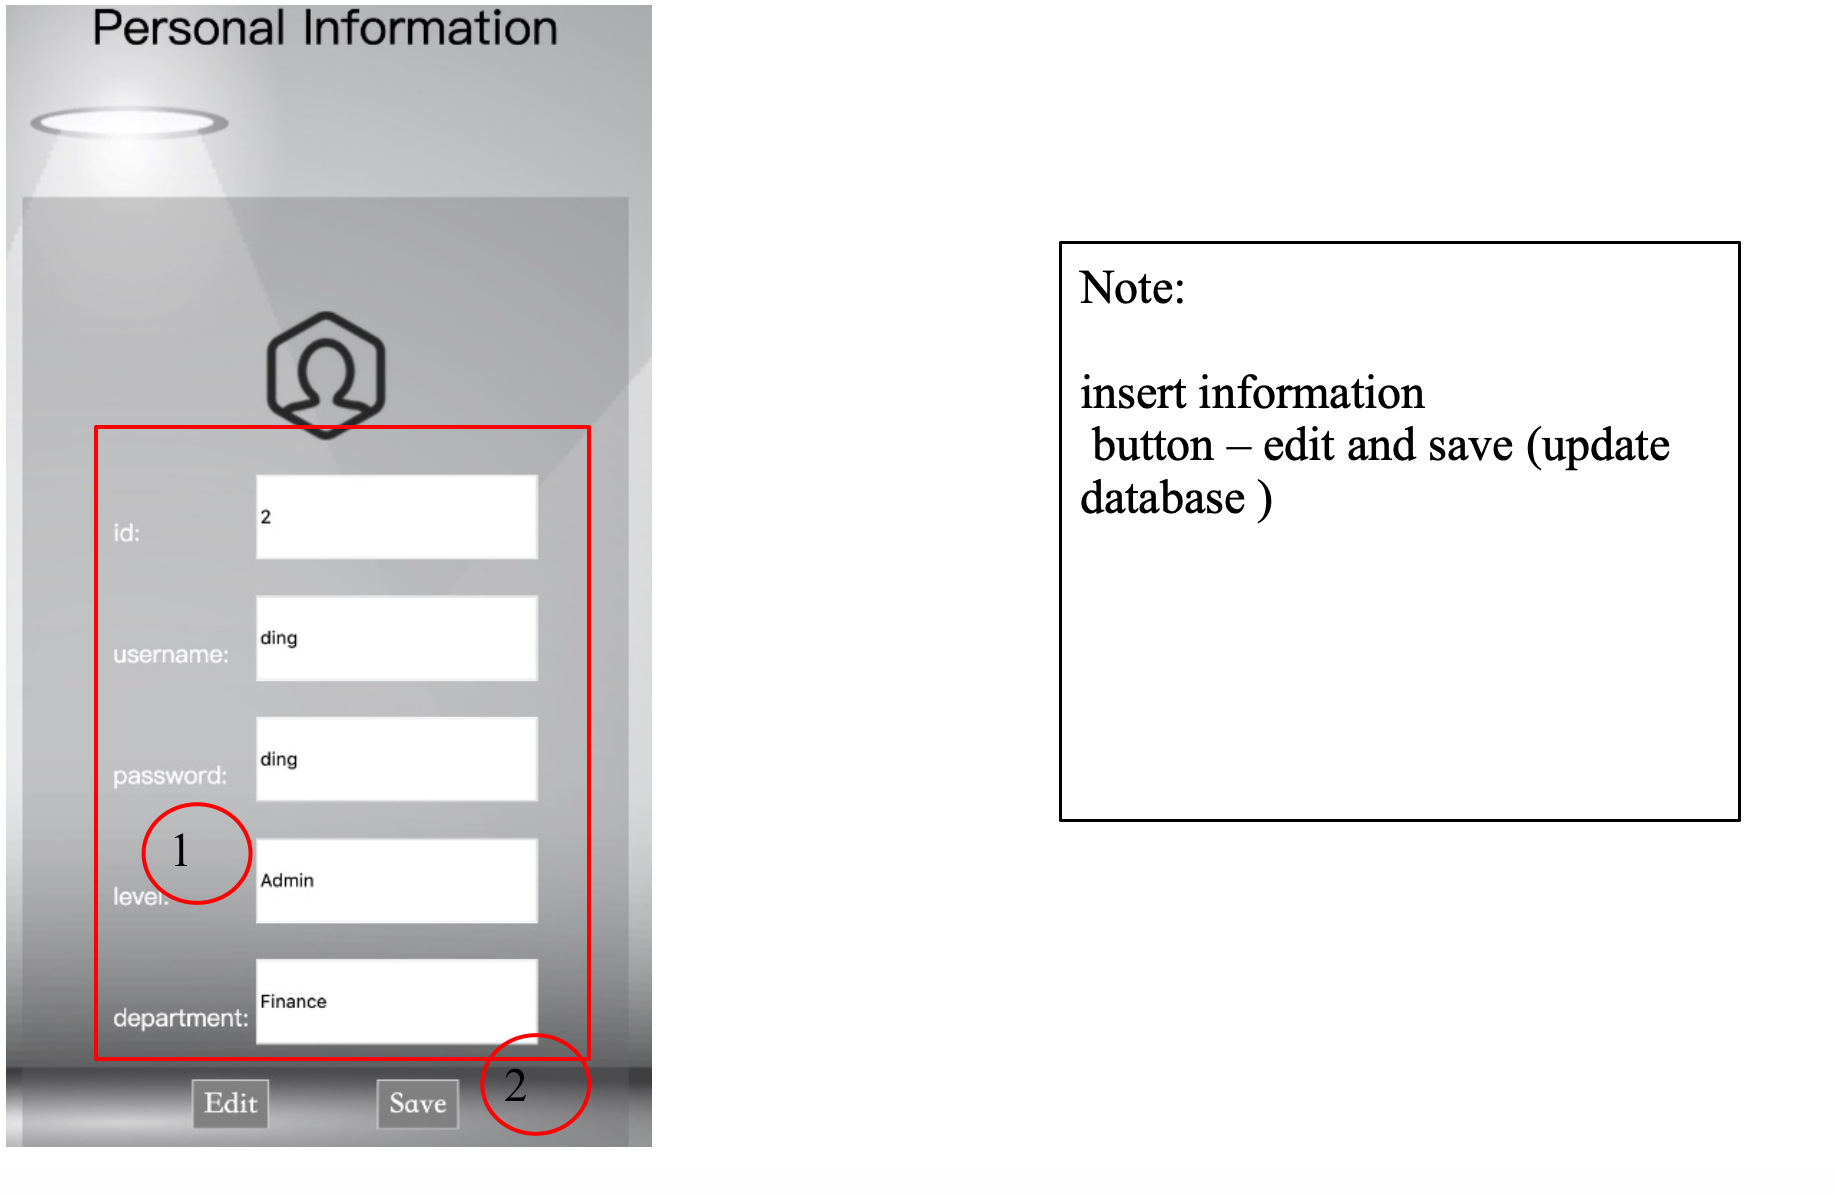 Personal Information
id:
2
username:
ding
password:
ding
1
level:
Admin
department:
Finance
Edit
Save
2
Note:
insert information
button – edit and save (update
database )